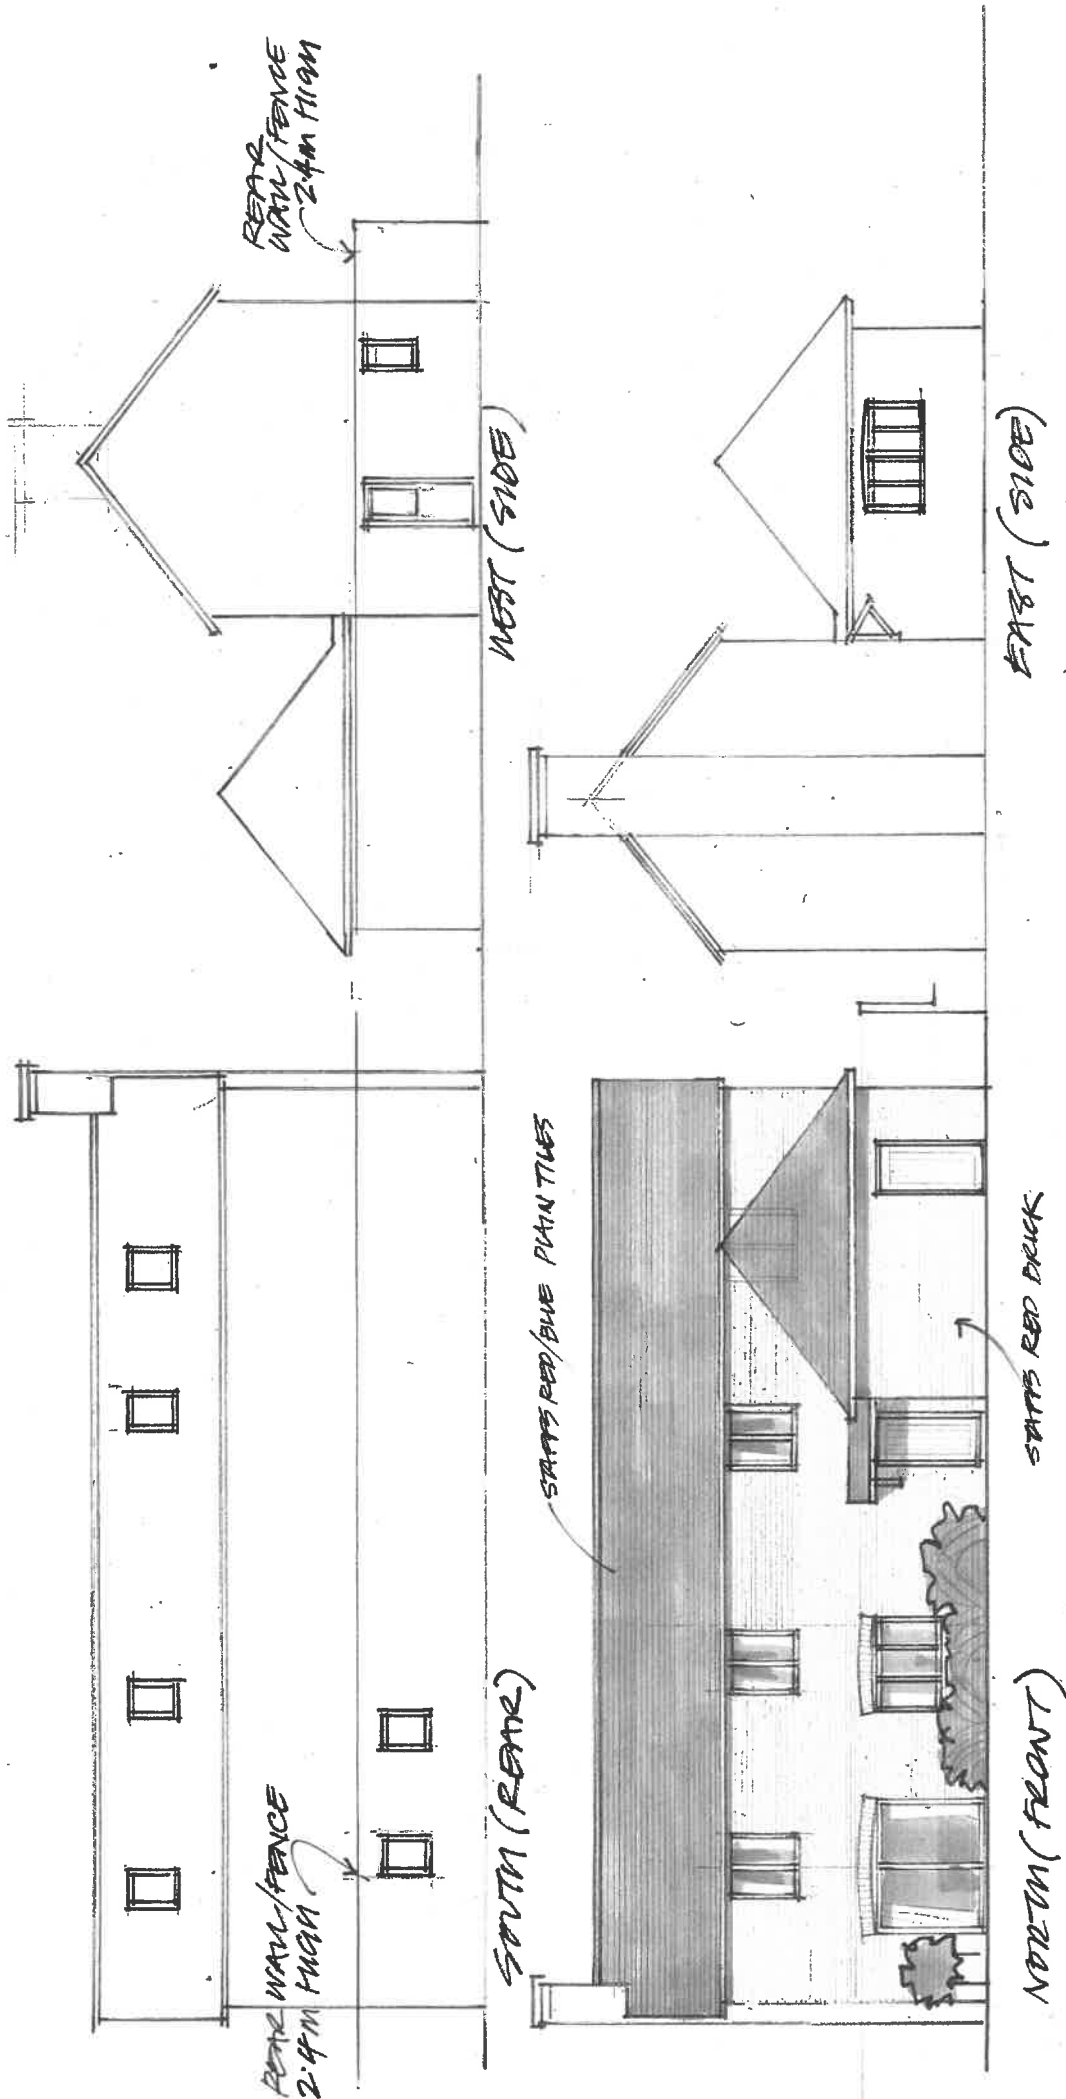 REAR WALL/FENCE
2.4M HIGH
SOUTH (REAR)
REAR
WALL/FENCE
2.4M HIGH
WEST (SIDE)
STAFFS RED/BLUE PLAIN TILES
STAFFS RED BRICK
NORTH (FRONT)
EAST (SIDE)